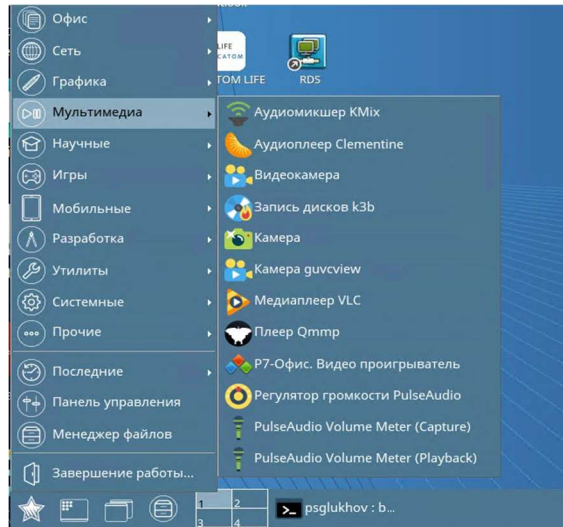 Офис
Сеть
Графика
Мультимедиа
Научные
Игры
Мобильные
Разработка
Утилиты
Системные
Прочие
Последние
Панель управления
Менеджер файлов
Завершение работы...
LIFE
TOM LIFE
RDS
Аудиомикшер KMix
Аудиоплеер Clementine
Видеокамера
Запись дисков k3b
Камера
Камера guvcview
Медиаплеер VLC
Плеер Qmmp
Р7-Офис. Видео проигрыватель
Регулятор громкости PulseAudio
PulseAudio Volume Meter (Capture)
PulseAudio Volume Meter (Playback)
1 2
3 4
psglukhov : b...